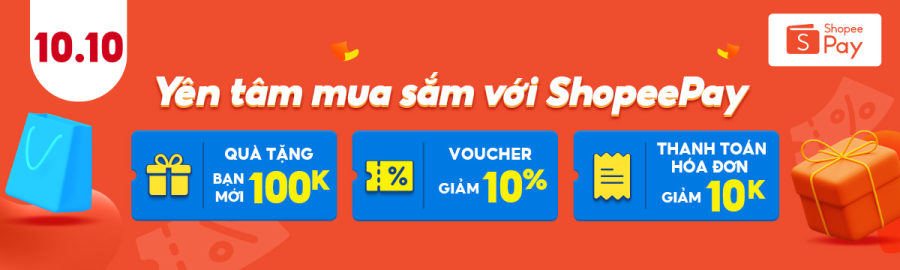 10.10
Shopee
Pay
S
Yên tâm mua sắm với ShopeePay
QUÀ TẶNG
BẠN MỚI 100K
%
VOUCHER
GIẢM 10%
THANH TOÁN
HÓA ĐƠN
GIẢM 10K
%
%